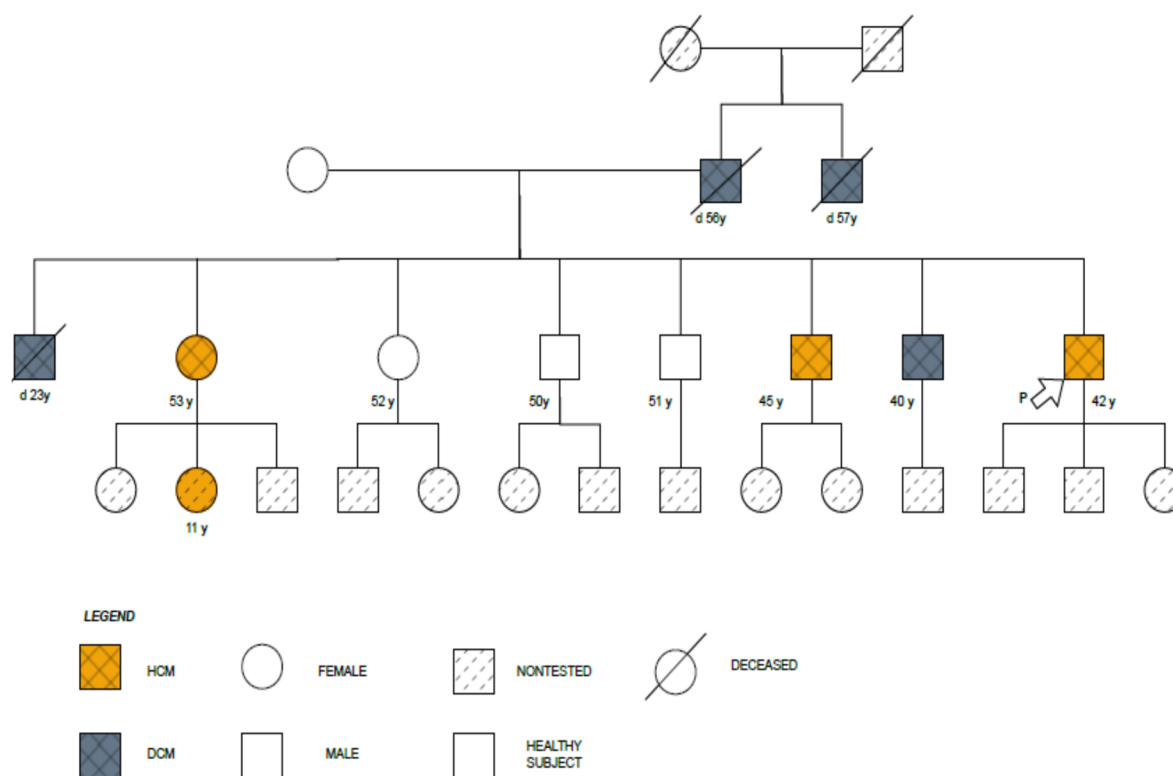 d 56y
d 57y
d 23y
53 y
52 y
50y
51 y
45 y
40 y
P
42 y
11 y
LEGEND
HCM
FEMALE
NONTESTED
DECEASED
DCM
MALE
HEALTHY
SUBJECT